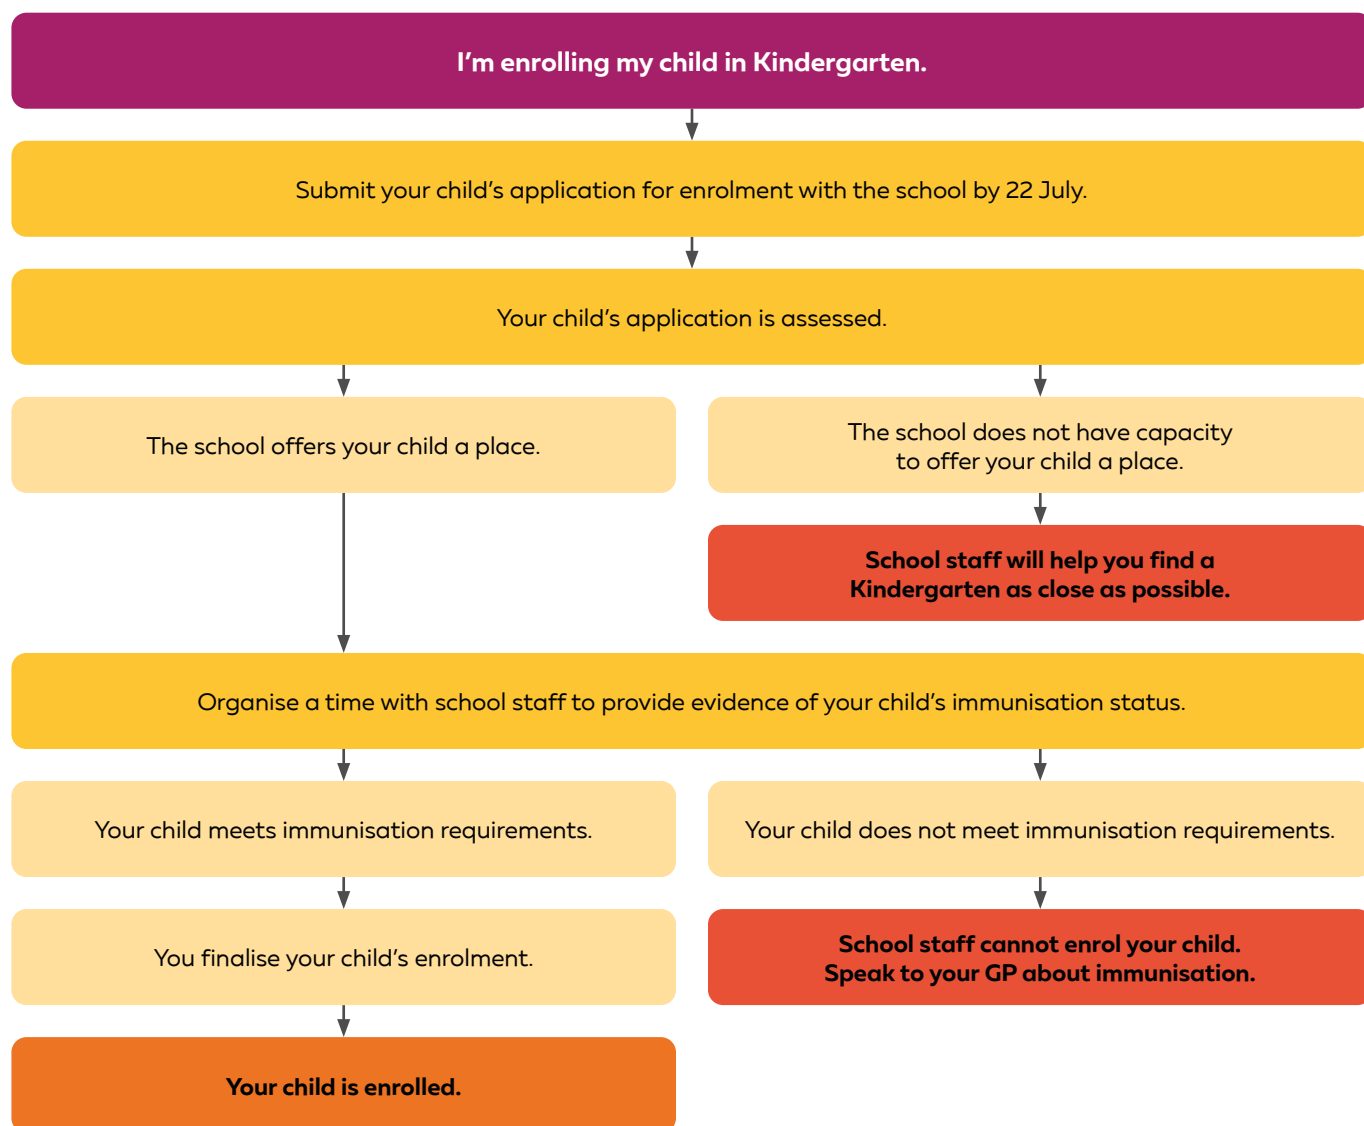 I'm enrolling my child in Kindergarten.
Submit your child's application for enrolment with the school by 22 July.
Your child's application is assessed.
The school offers your child a place.
The school does not have capacity
to offer your child a place.
School staff will help you find a
Kindergarten as close as possible.
Organise a time with school staff to provide evidence of your child's immunisation status.
Your child meets immunisation requirements.
Your child does not meet immunisation requirements.
You finalise your child's enrolment.
School staff cannot enrol your child.
Speak to your GP about immunisation.
Your child is enrolled.